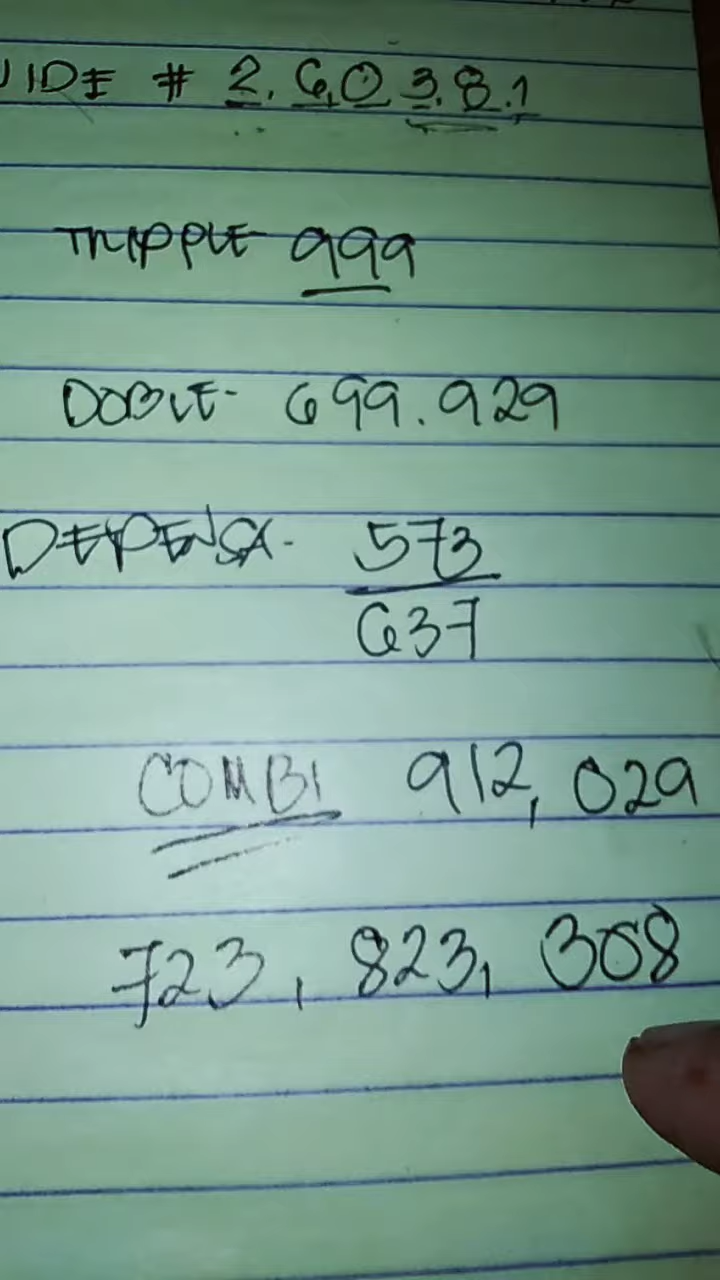 UIDE # 2.6.0.3.8.1
TRIPPLE 999
DOBLE- 699.929
DEPENSA- 573
637
COMBI 912, 029
723, 823, 308